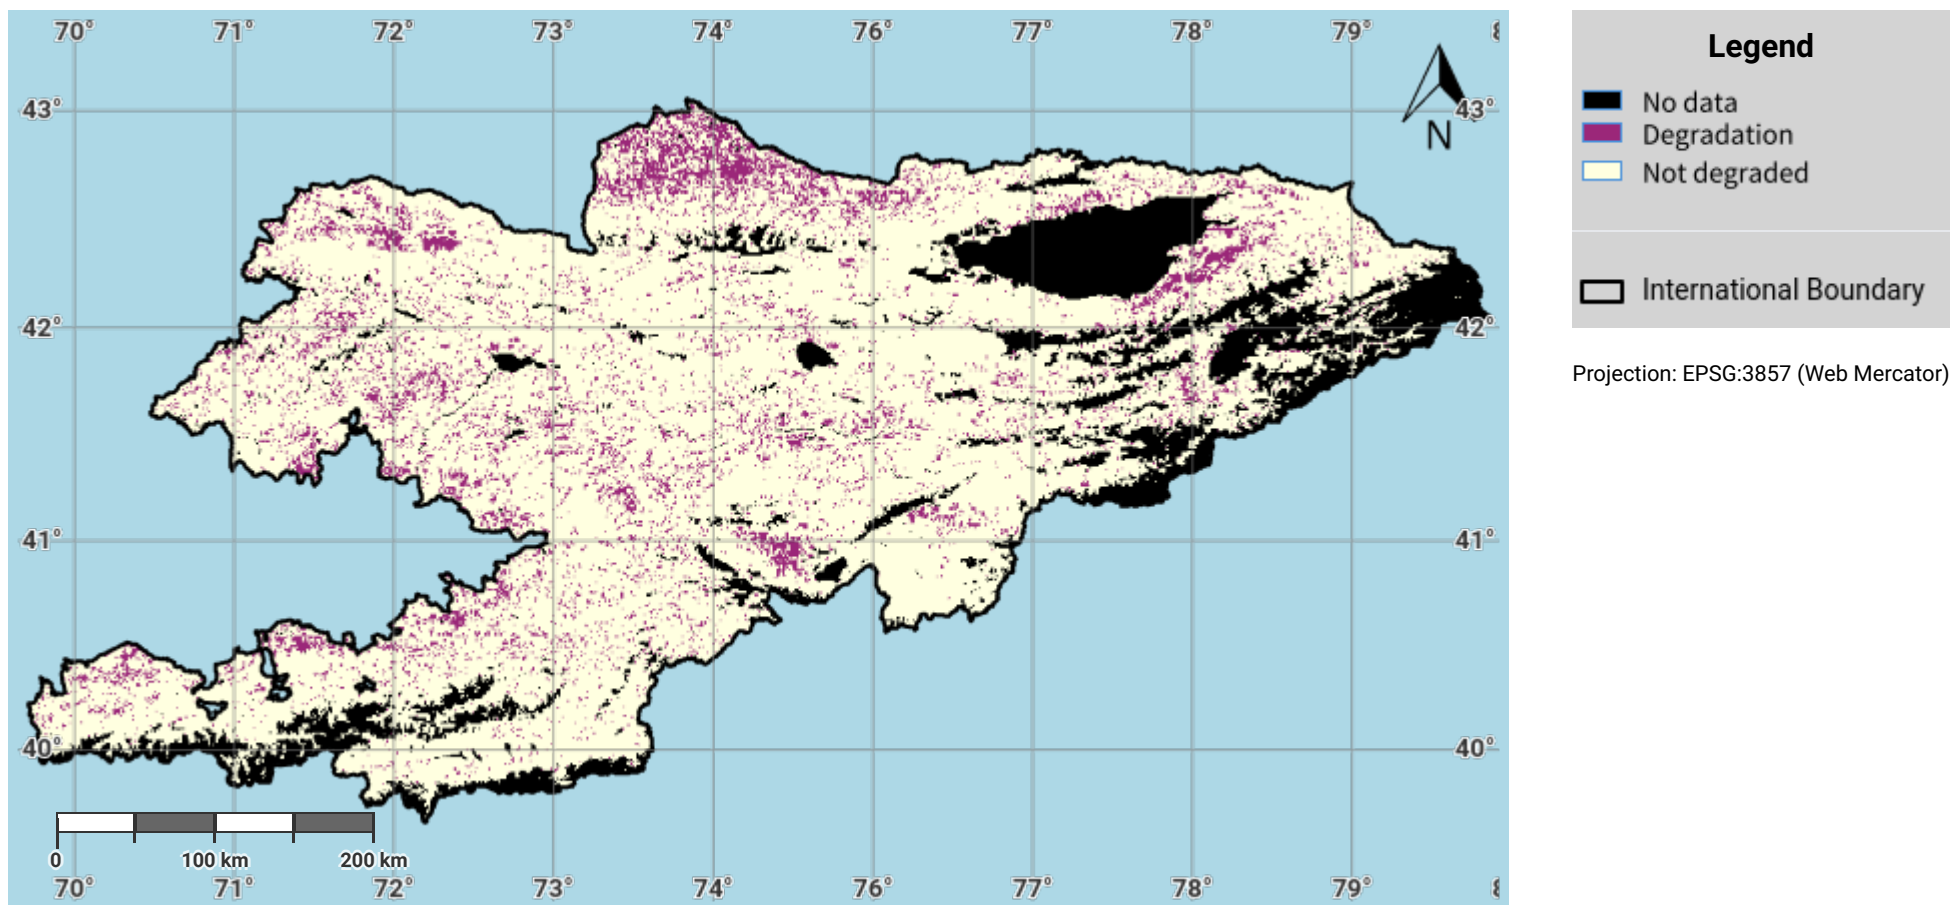 70° 71° 72° 73° 74° 76° 77° 78° 79° 8
43° 43°
N
42° 42°
41° 41°
40° 40°
0 100 km 200 km
70° 71° 72° 73° 74° 76° 77° 78° 79° 8
Legend
No data
Degradation
Not degraded
International Boundary
Projection: EPSG:3857 (Web Mercator)